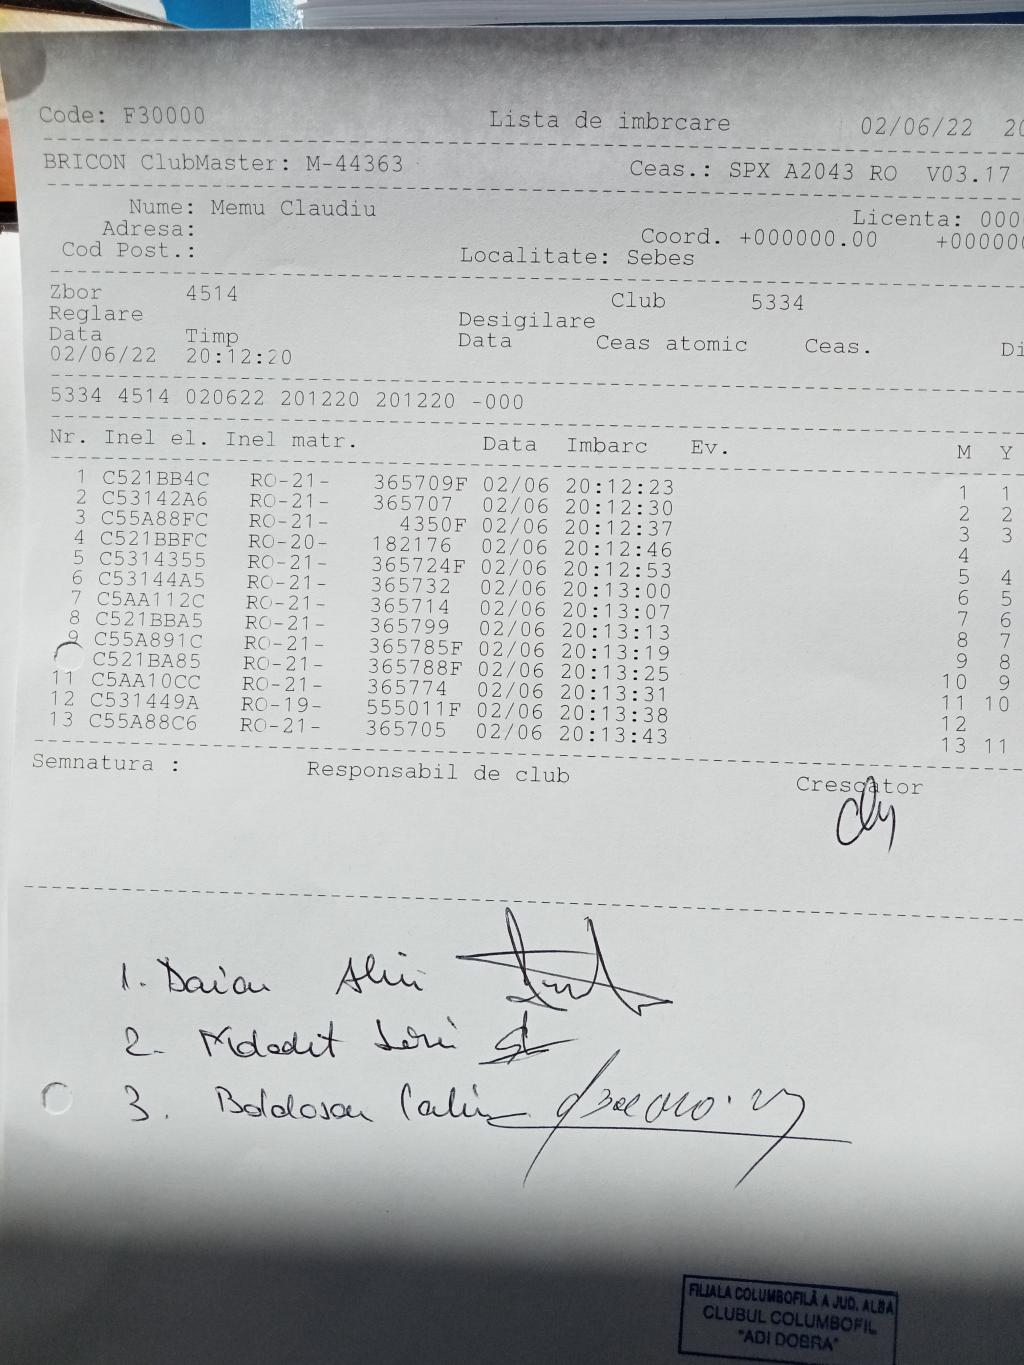 Code: F30000 Lista de imbrcare 02/06/22 20
BRICON ClubMaster: M-44363 Ceas.: SPX A2043 RO V03.17
Nume: Memu Claudiu Licenta: 000
Adresa: Coord. +000000.00 +000000
Cod Post.: Localitate: Sebes
Zbor 4514 Club 5334
Reglare Desigilare
Data Timp Data Ceas atomic Ceas. Di
02/06/22 20:12:20
5334 4514 020622 201220 201220 -000
Nr. Inel el. Inel matr. Data Imbarc Ev. M Y
1 C521BB4C RO-21- 365709F 02/06 20:12:23 1 1
2 C53142A6 RO-21- 365707 02/06 20:12:30 2 2
3 C55A88FC RO-21- 4350F 02/06 20:12:37 3 3
4 C521BBFC RO-20- 182176 02/06 20:12:46 4
5 C5314355 RO-21- 365724F 02/06 20:12:53 5 4
6 C53144A5 RO-21- 365732 02/06 20:13:00 6 5
7 C5AA112C RO-21- 365714 02/06 20:13:07 7 6
8 C521BBA5 RO-21- 365799 02/06 20:13:13 8 7
9 C55A891C RO-21- 365785F 02/06 20:13:19 9 8
C521BA85 RO-21- 365788F 02/06 20:13:25 10 9
11 C5AA10CC RO-21- 365774 02/06 20:13:31 11 10
12 C531449A RO-19- 555011F 02/06 20:13:38 12
13 C55A88C6 RO-21- 365705 02/06 20:13:43 13 11
Semnatura : Responsabil de club Crescator
1. Daian Alin
2.
3. Boldosan Calin
FILIALA COLUMBOFILĂ A JUD. ALBA
CLUBUL COLUMBOFIL
"ADI DOBRA"